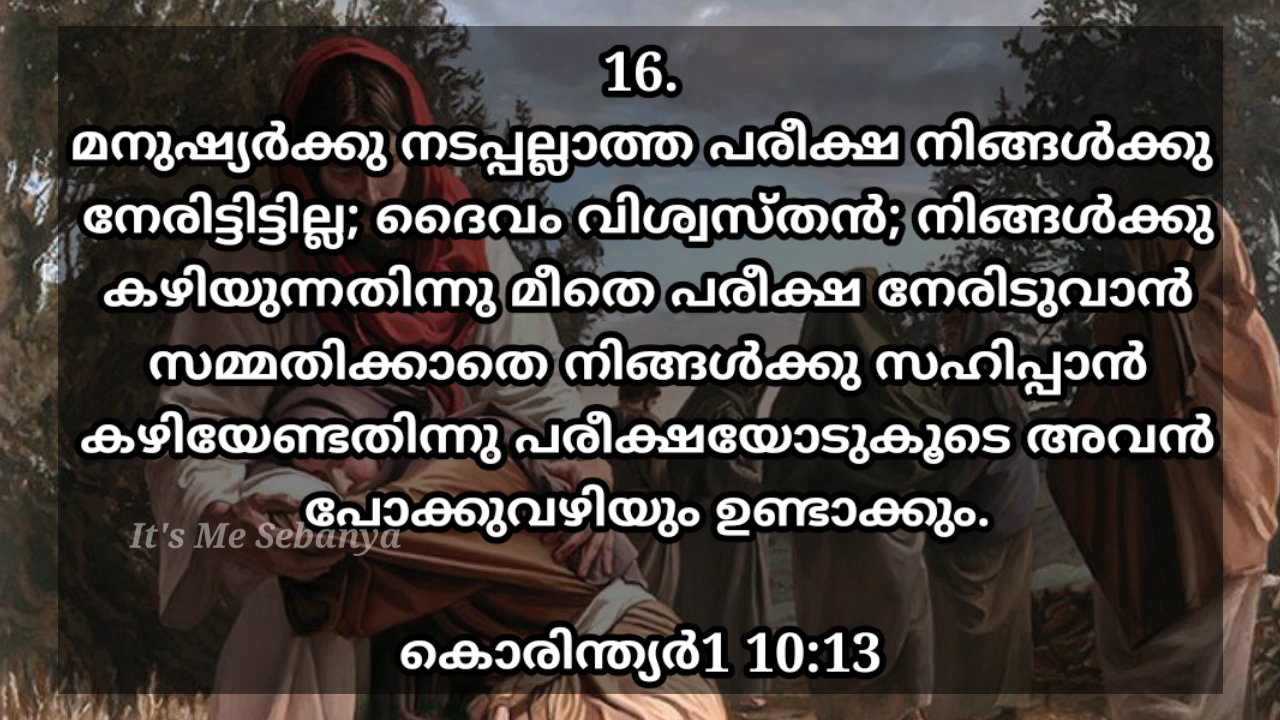 16.
മനുഷ്യർക്കു നടപ്പല്ലാത്ത പരീക്ഷ നിങ്ങൾക്കു
നേരിട്ടിട്ടില്ല; ദൈവം വിശ്വസ്തൻ; നിങ്ങൾക്കു
കഴിയുന്നതിന്നു മീതെ പരീക്ഷ നേരിടുവാൻ
സമ്മതിക്കാതെ നിങ്ങൾക്കു സഹിപ്പാൻ
കഴിയേണ്ടതിന്നു പരീക്ഷയോടുകൂടെ അവൻ
പോക്കുവഴിയും ഉണ്ടാക്കും.
It's Me Sebanya
കൊരിന്ത്യർ1 10:13